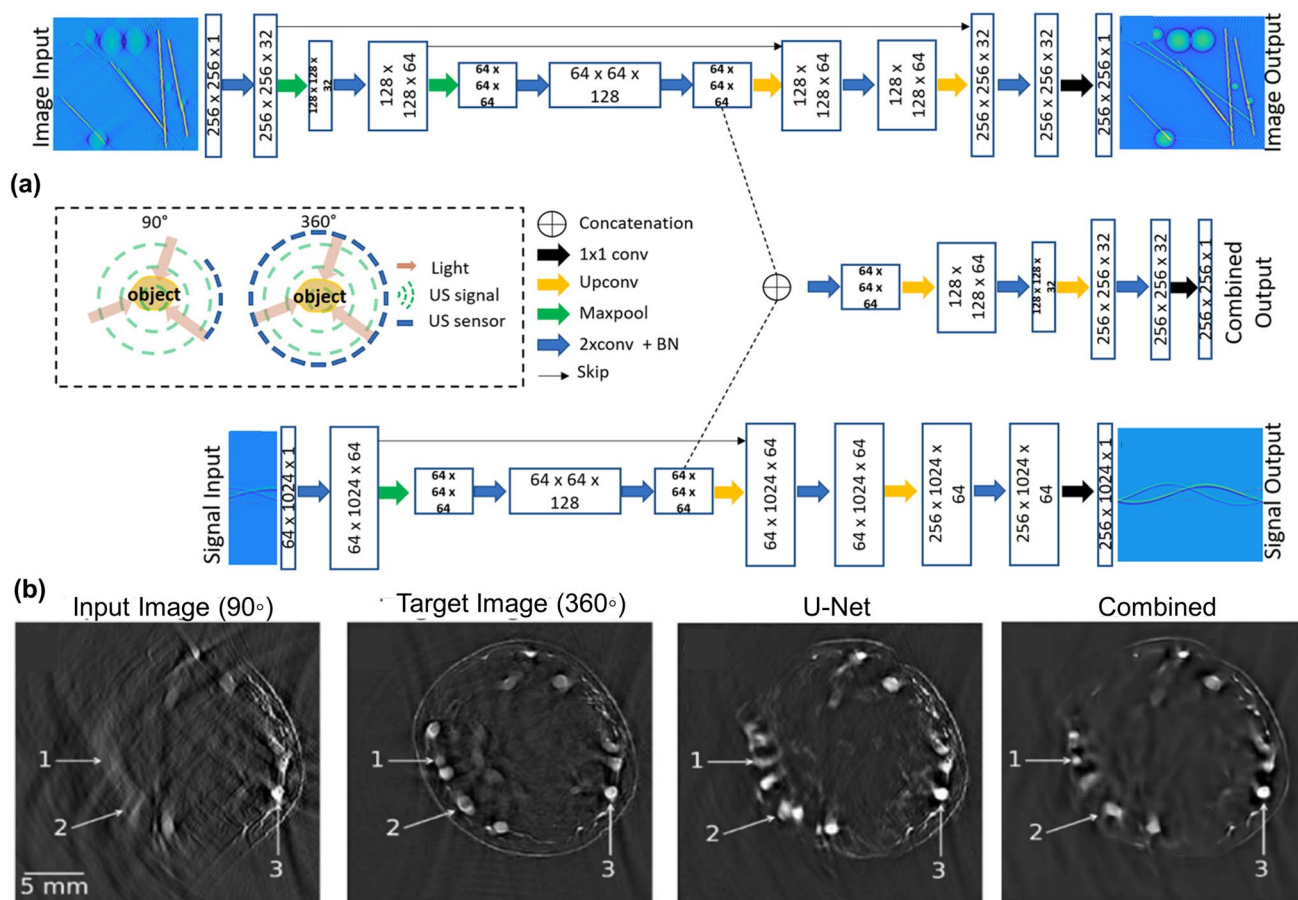 Image Input
256 x 256 x 1
256 x 256 x 32
128 x 128 x
32
128 x
128 x 64
64 x
64 x
64
64 x 64 x
128
64 x
64 x
64
128 x
128 x 64
128 x
128 x 64
256 x 256 x 32
256 x 256 x 32
256 x 256 x 1
Image Output
(a)
90°
360°
object
object
Light
US signal
US sensor
Concatenation
1x1 conv
Upconv
Maxpool
2xconv + BN
Skip
64 x
64 x
64
128 x
128 x 64
128 x 128 x
32
256 x 256 x 32
256 x 256 x 32
256 x 256 x 1
Combined
Output
Signal Input
64 x 1024 x 1
64 x 1024 x 64
64 x
64 x
64
64 x 64 x
128
64 x
64 x
64
64 x 1024 x 64
64 x 1024 x 64
256 x 1024 x
64
256 x 1024 x
64
256 x 1024 x 1
Signal Output
(b)
Input Image (90°)
Target Image (360°)
U-Net
Combined
1
2
3
5 mm
1
2
3
1
2
3
1
2
3